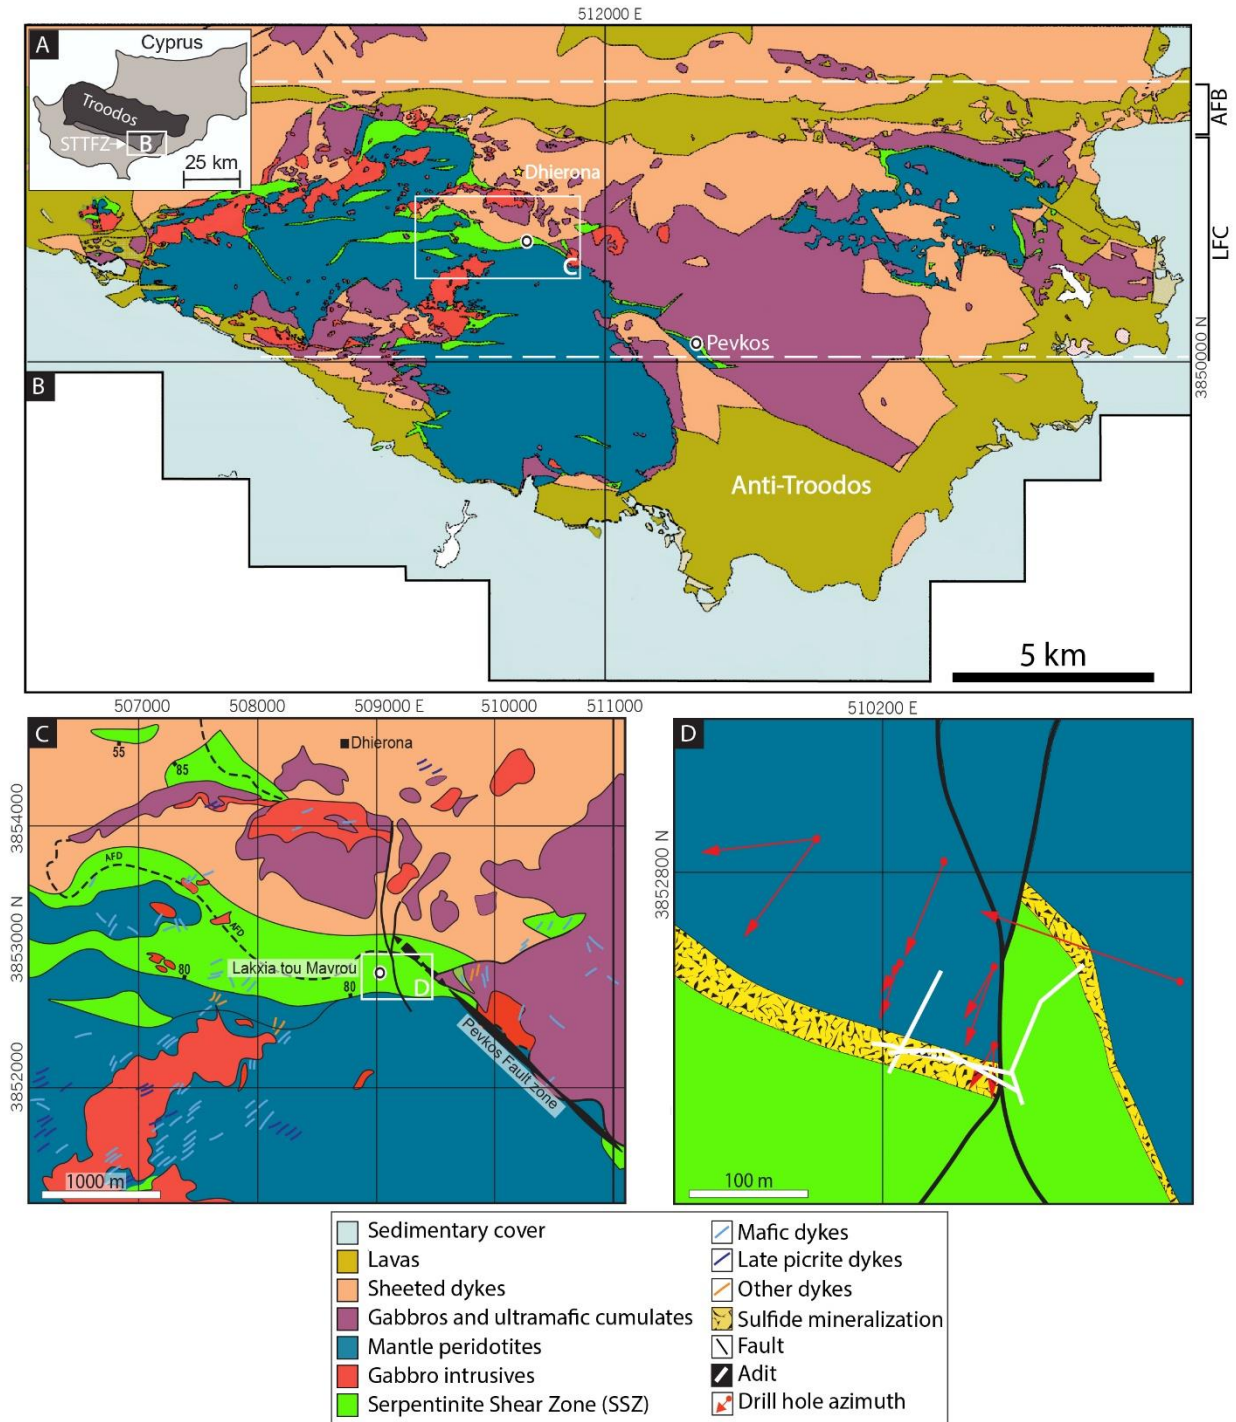 512000 E
A
Cyprus
Troodos
STTFZ
B
25 km
AFB
LFC
Dhierona
C
Pevkos
3850000 N
B
Anti-Troodos
5 km
507000
508000
509000 E
510000
511000
C
Dhierona
55
85
3854000
AFD
AFD
3853000 N
Lakxia tou Mavrou
80
80
D
Pevkos Fault zone
3852000
1000 m
510200 E
D
3852800 N
100 m
Sedimentary cover
Lavas
Sheeted dykes
Gabbros and ultramafic cumulates
Mantle peridotites
Gabbro intrusives
Serpentinite Shear Zone (SSZ)
Mafic dykes
Late picrite dykes
Other dykes
Sulfide mineralization
Fault
Adit
Drill hole azimuth